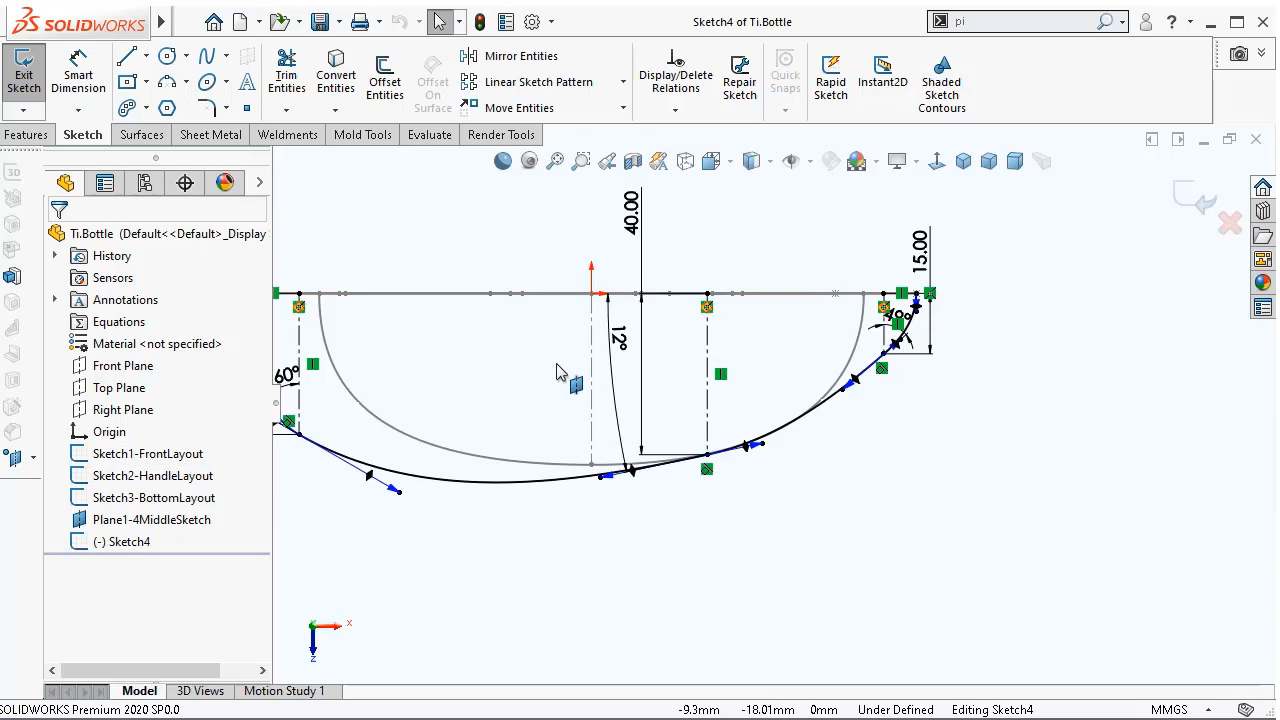 SOLIDWORKS
Sketch4 of Ti.Bottle
pi
Exit Sketch
Smart Dimension
Trim Entities
Convert Entities
Offset Entities
Offset On Surface
Mirror Entities
Linear Sketch Pattern
Move Entities
Display/Delete Relations
Repair Sketch
Quick Snaps
Rapid Sketch
Instant2D
Shaded Sketch Contours
Features
Sketch
Surfaces
Sheet Metal
Weldments
Mold Tools
Evaluate
Render Tools
Ti.Bottle (Default<<Default>_Display
History
Sensors
Annotations
Equations
Material <not specified>
Front Plane
Top Plane
Right Plane
Origin
Sketch1-FrontLayout
Sketch2-HandleLayout
Sketch3-BottomLayout
Plane1-4MiddleSketch
(-) Sketch4
40.00
15.00
12°
60°
x
z
Model
3D Views
Motion Study 1
SOLIDWORKS Premium 2020 SP0.0
-9.3mm
-18.01mm
0mm
Under Defined
Editing Sketch4
MMGS